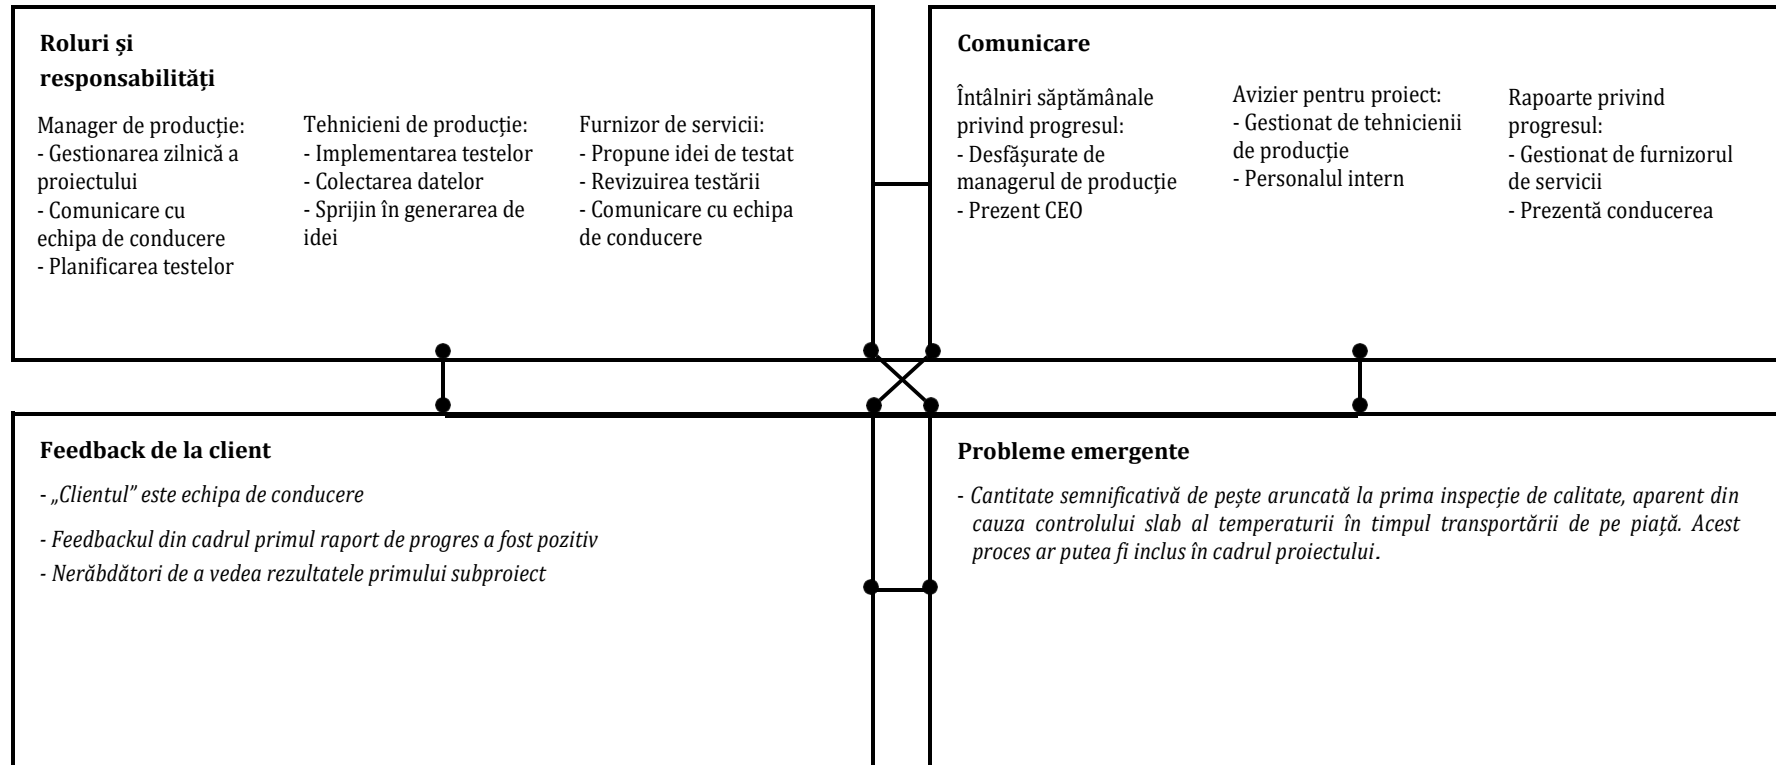 Roluri și
responsabilități
Manager de producție:
- Gestionarea zilnică a
proiectului
- Comunicare cu
echipa de conducere
- Planificarea testelor
Tehnicieni de producție:
- Implementarea testelor
- Colectarea datelor
- Sprijin în generarea de
idei
Furnizor de servicii:
- Propune idei de testat
- Revizuirea testării
- Comunicare cu echipa
de conducere
Comunicare
Întâlniri săptămânale
privind progresul:
- Desfășurate de
managerul de producție
- Prezent CEO
Avizier pentru proiect:
- Gestionat de tehnicienii
de producție
- Personalul intern
Rapoarte privind
progresul:
- Gestionat de furnizorul
de servicii
- Prezentă conducerea
Feedback de la client
- „Clientul” este echipa de conducere
- Feedbackul din cadrul primul raport de progres a fost pozitiv
- Nerăbdători de a vedea rezultatele primului subproiect
Probleme emergente
- Cantitate semnificativă de pește aruncată la prima inspecție de calitate, aparent din
cauza controlului slab al temperaturii în timpul transportării de pe piață. Acest
proces ar putea fi inclus în cadrul proiectului.